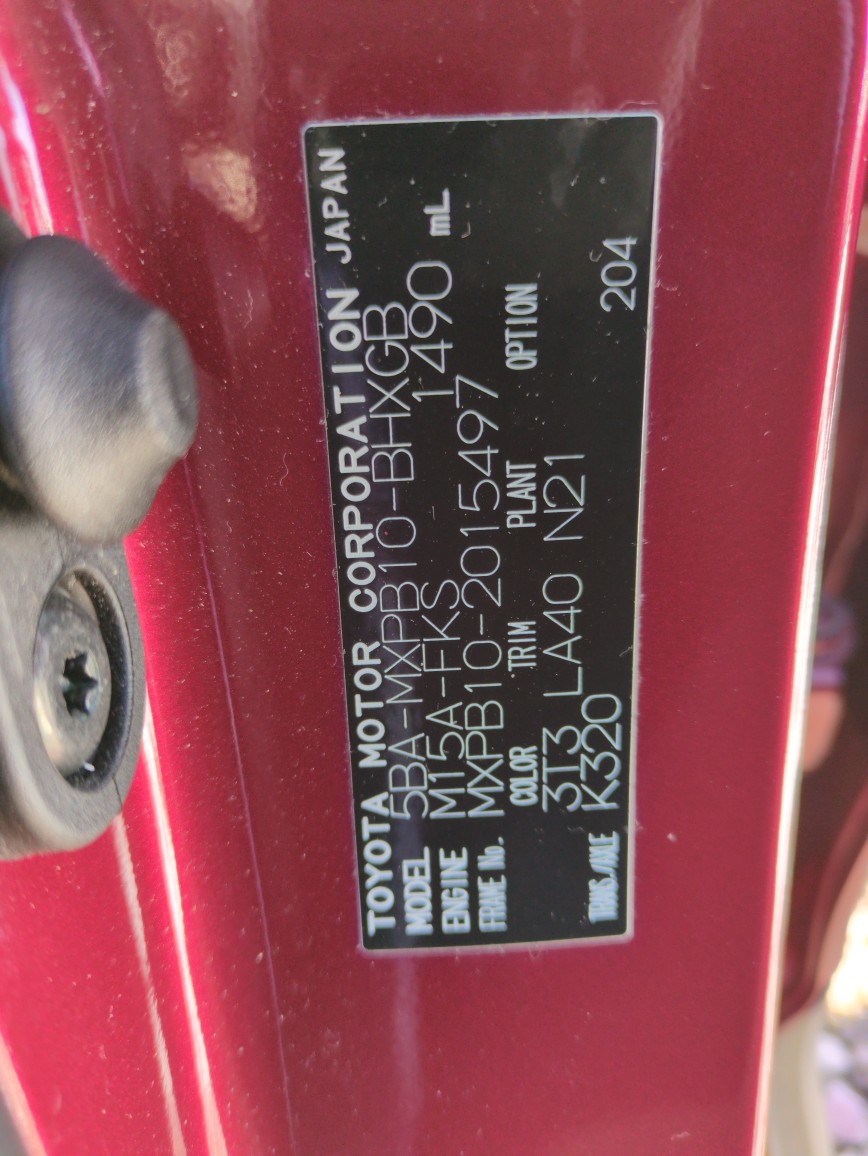 TOYOTA MOTOR CORPORATION JAPAN
MODEL 5BA-MXPB10-BHXGB
ENGINE M15A-FKS 1490 mL
FRAME No. MXPB10-2015497
COLOR TRIM PLANT OPTION
3T3 LA40 N21
TRANS./AXLE K320 204